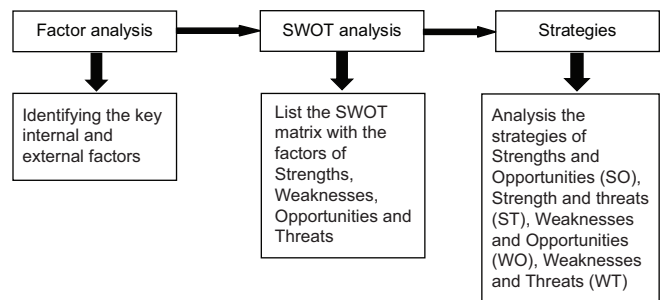 Factor analysis
SWOT analysis
Strategies
Identifying the key
internal and
external factors
List the SWOT
matrix with the
factors of
Strengths,
Weaknesses,
Opportunities and
Threats
Analysis the
strategies of
Strengths and
Opportunities (SO),
Strength and threats
(ST), Weaknesses
and Opportunities
(WO), Weaknesses
and Threats (WT)